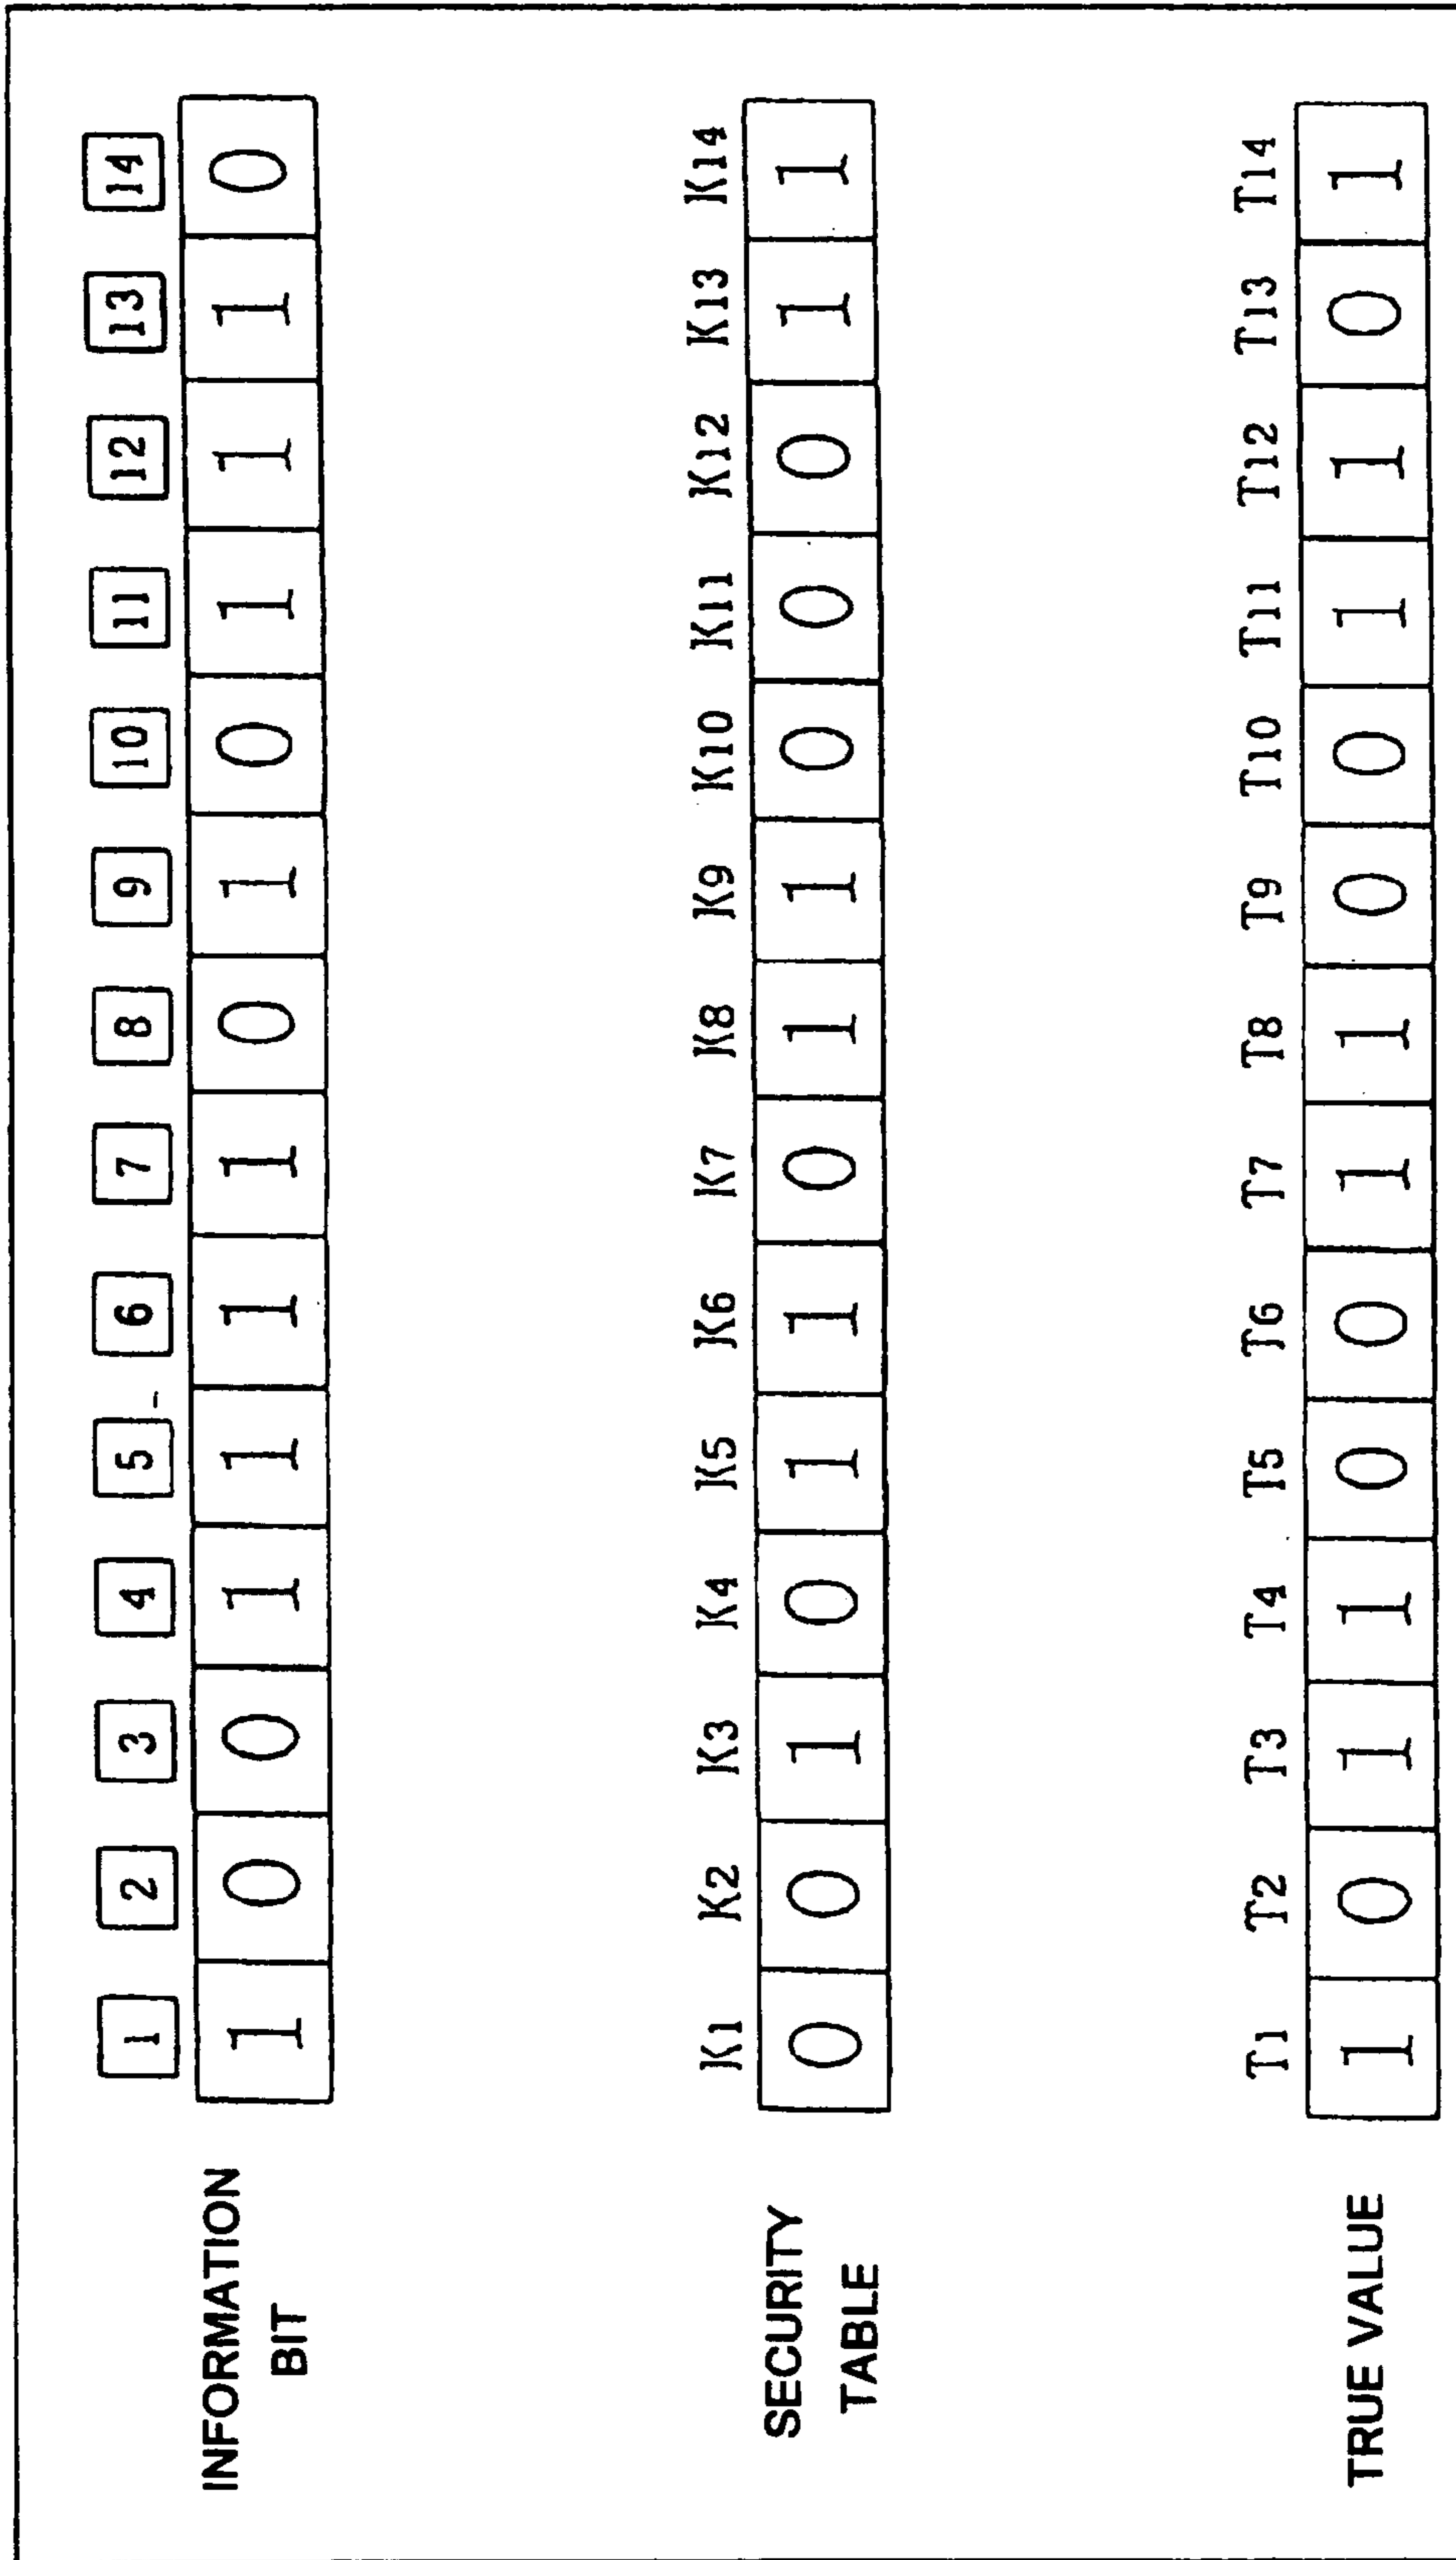 1 2 3 4 5 6 7 8 9 10 11 12 13 14
INFORMATION
BIT
1 0 0 1 1 1 1 0 1 0 1 1 1 0
K1 K2 K3 K4 K5 K6 K7 K8 K9 K10 K11 K12 K13 K14
SECURITY
TABLE
0 0 1 0 1 1 0 1 1 0 0 0 1 1
T1 T2 T3 T4 T5 T6 T7 T8 T9 T10 T11 T12 T13 T14
TRUE VALUE
1 0 1 1 0 0 1 1 0 0 1 1 0 1